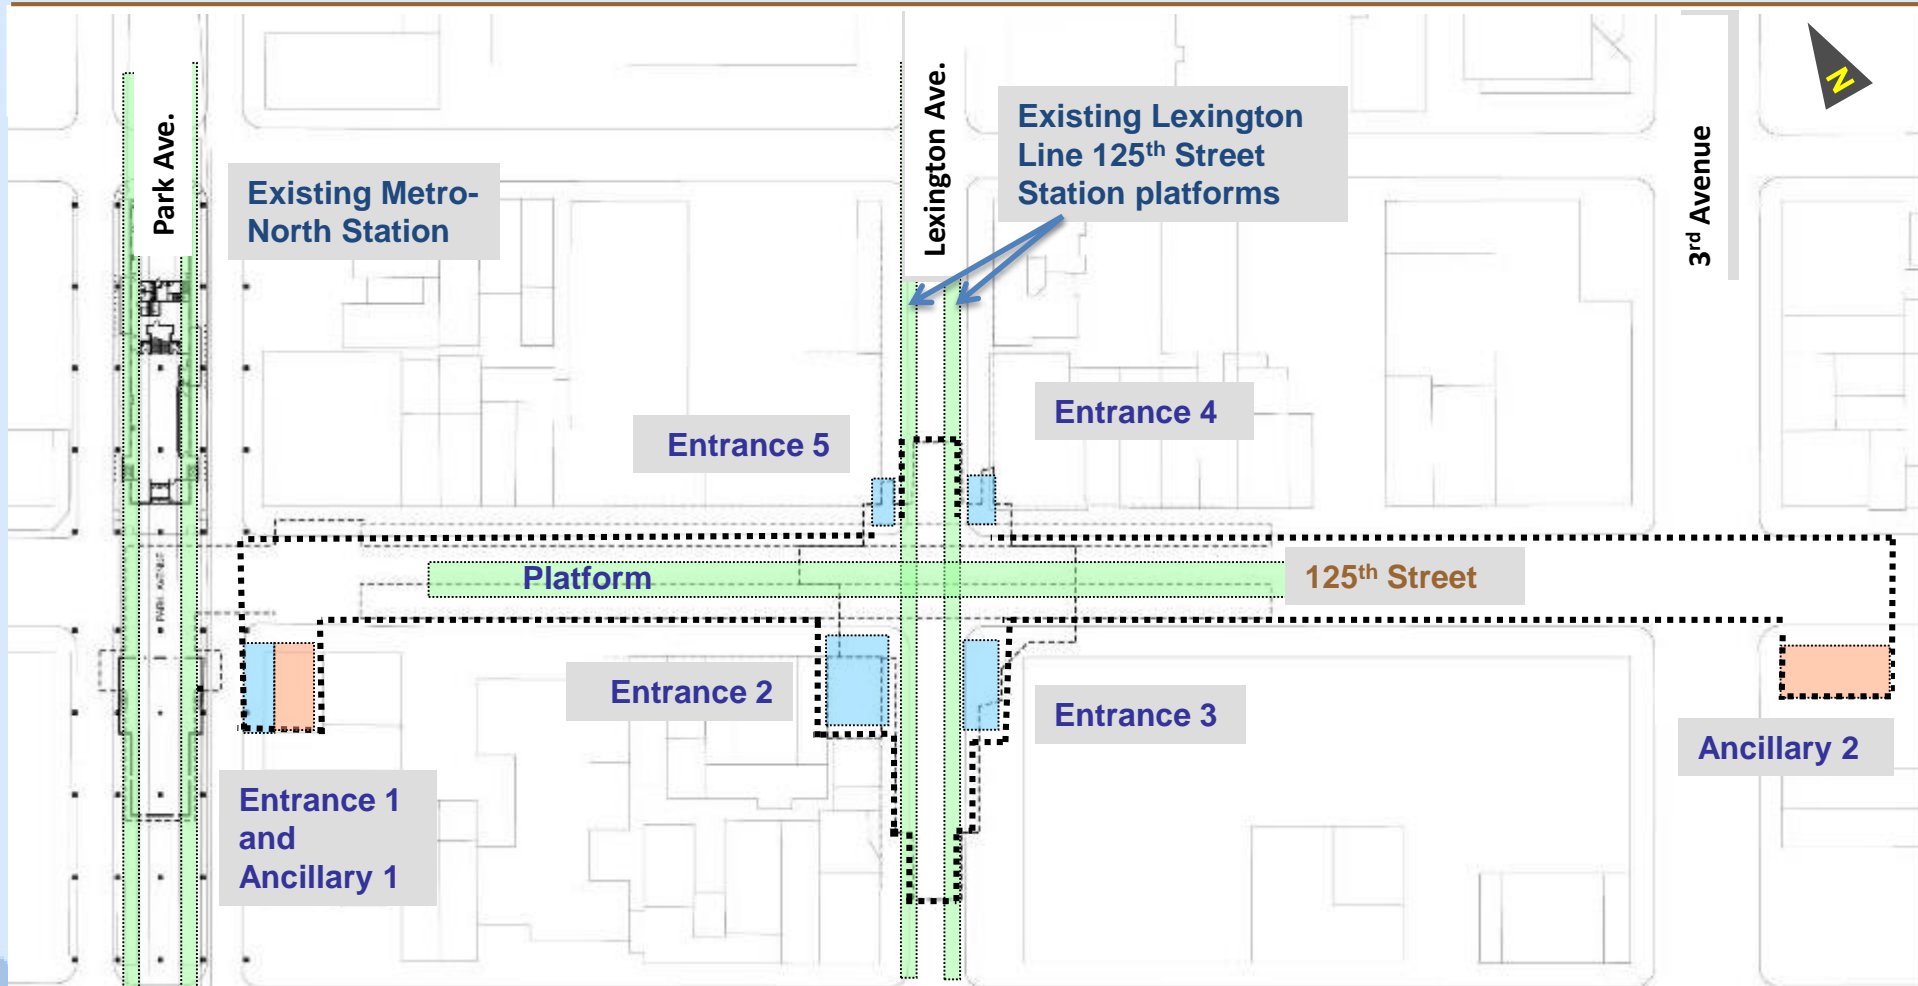 N
Park Ave.
Lexington Ave.
3rd Avenue
Existing Lexington
Line 125th Street
Station platforms
Existing Metro-
North Station
Entrance 4
Entrance 5
Platform
125th Street
Entrance 2
Entrance 3
Ancillary 2
Entrance 1
and
Ancillary 1